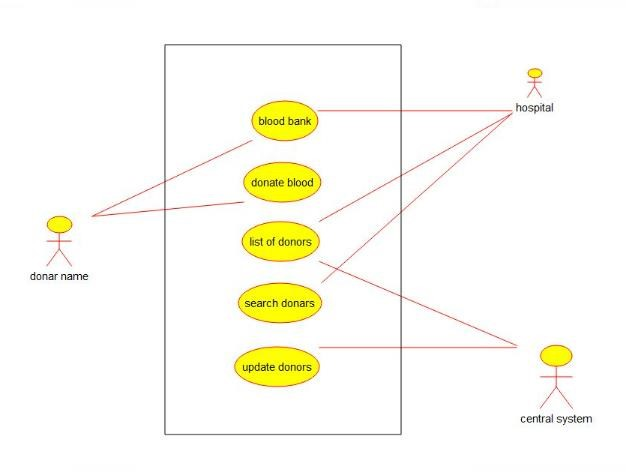 hospital
blood bank
donate blood
list of donors
donar name
search donars
update donors
central system